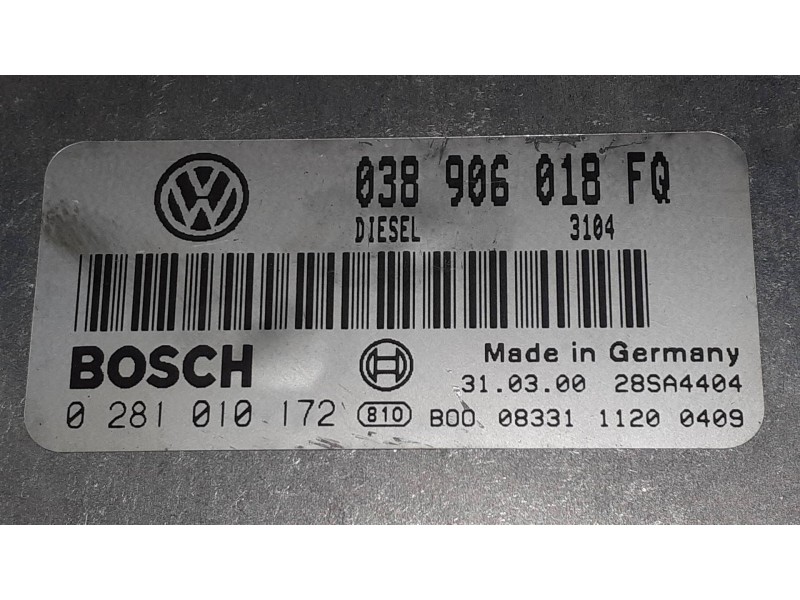 038 906 018 FQ
DIESEL 3104
BOSCH
Made in Germany
31.03.00 28SA4404
0 281 010 172 810 B00 08331 1120 0409